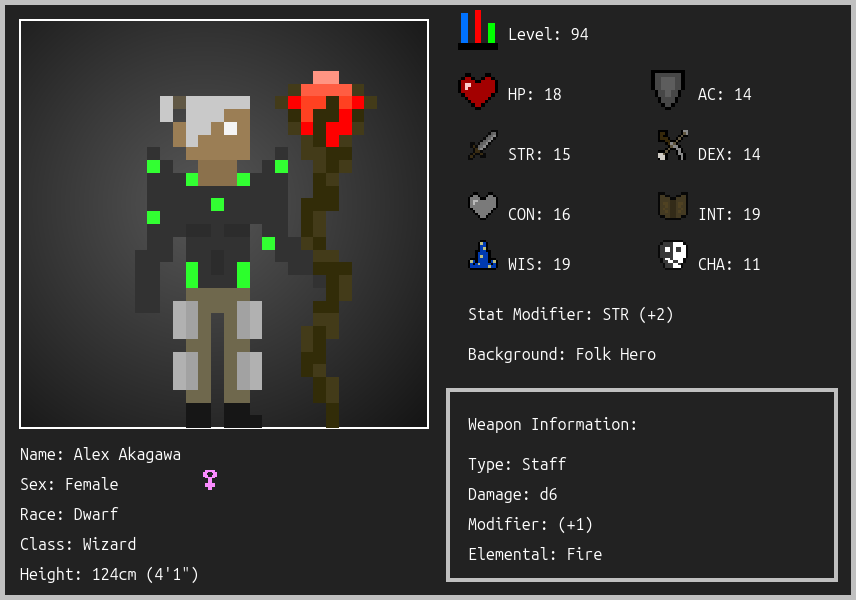 Level: 94
HP: 18
AC: 14
STR: 15
DEX: 14
CON: 16
INT: 19
WIS: 19
CHA: 11
Stat Modifier: STR (+2)
Background: Folk Hero
Name: Alex Akagawa
Sex: Female
Race: Dwarf
Class: Wizard
Height: 124cm (4'1")
Weapon Information:
Type: Staff
Damage: d6
Modifier: (+1)
Elemental: Fire